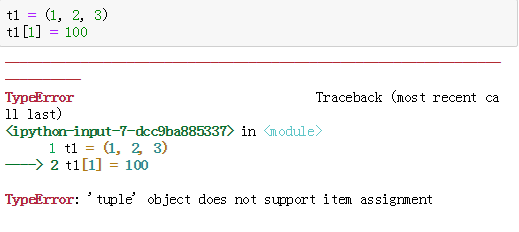 t1 = (1, 2, 3)
t1[1] = 100
---------------------------------------------------------------------------
TypeError                                 Traceback (most recent ca
ll last)
<ipython-input-7-dcc9ba885337> in <module>
      1 t1 = (1, 2, 3)
----> 2 t1[1] = 100

TypeError: 'tuple' object does not support item assignment